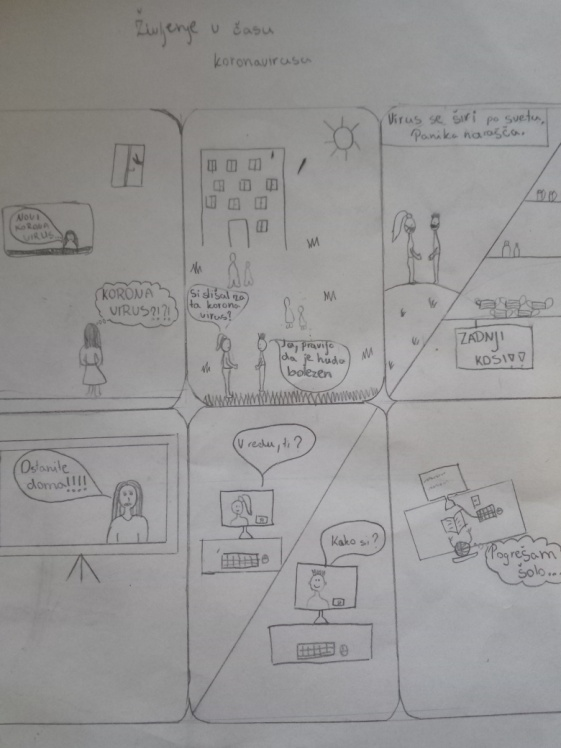 Življenje v času
koronavirusa
NOVI
KORONA
VIRUS...
KORONA
VIRUS?!?!
Si slišal za
ta korona
virus?
Ja, pravijo
da je huda
bolezen
Virus se širi po svetu,
Panika narašča.
ZADNJI
KOSI!!
Ostanite
doma!!!!
V redu, ti?
Kako si?
Pogrešam
šolo...